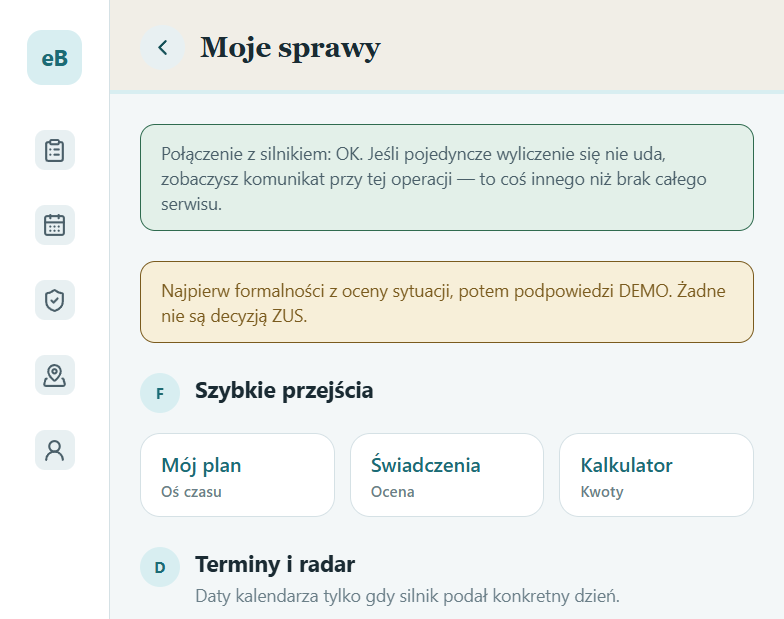 eB
Moje sprawy
Połączenie z silnikiem: OK. Jeśli pojedyncze wyliczenie się nie uda,
zobaczysz komunikat przy tej operacji — to coś innego niż brak całego
serwisu.
Najpierw formalności z oceny sytuacji, potem podpowiedzi DEMO. Żadne
nie są decyzją ZUS.
F
Szybkie przejścia
Mój plan
Oś czasu
Świadczenia
Ocena
Kalkulator
Kwoty
D
Terminy i radar
Daty kalendarza tylko gdy silnik podał konkretny dzień.